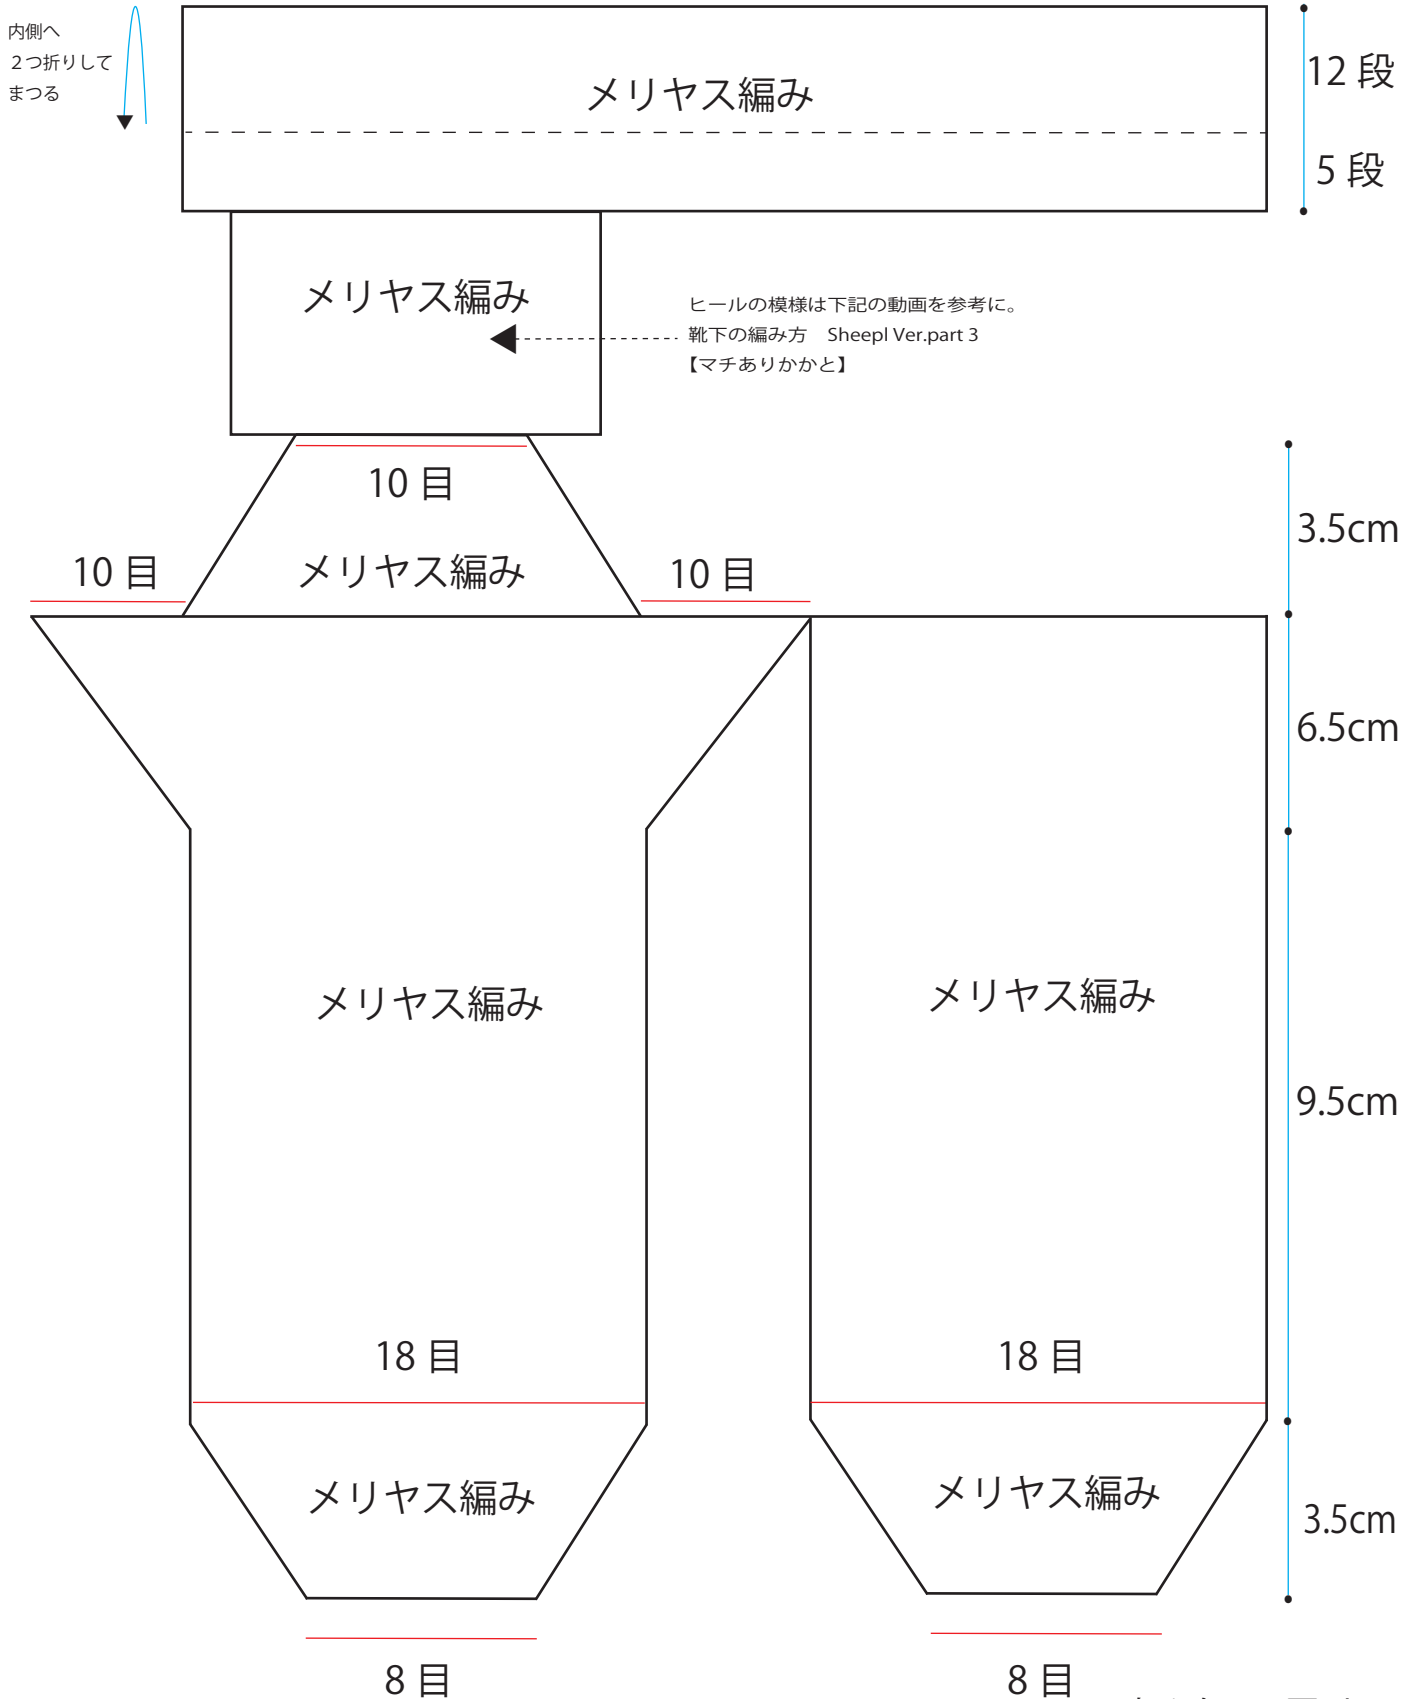 内側へ
２つ折りして
まつる
メリヤス編み
12 段
5 段
メリヤス編み
ヒールの模様は下記の動画を参考に。
靴下の編み方　Sheepl Ver.part 3
【マチありかかと】
10 目
3.5cm
10 目
メリヤス編み
10 目
6.5cm
メリヤス編み
メリヤス編み
9.5cm
18 目
18 目
メリヤス編み
メリヤス編み
3.5cm
8 目
8 目